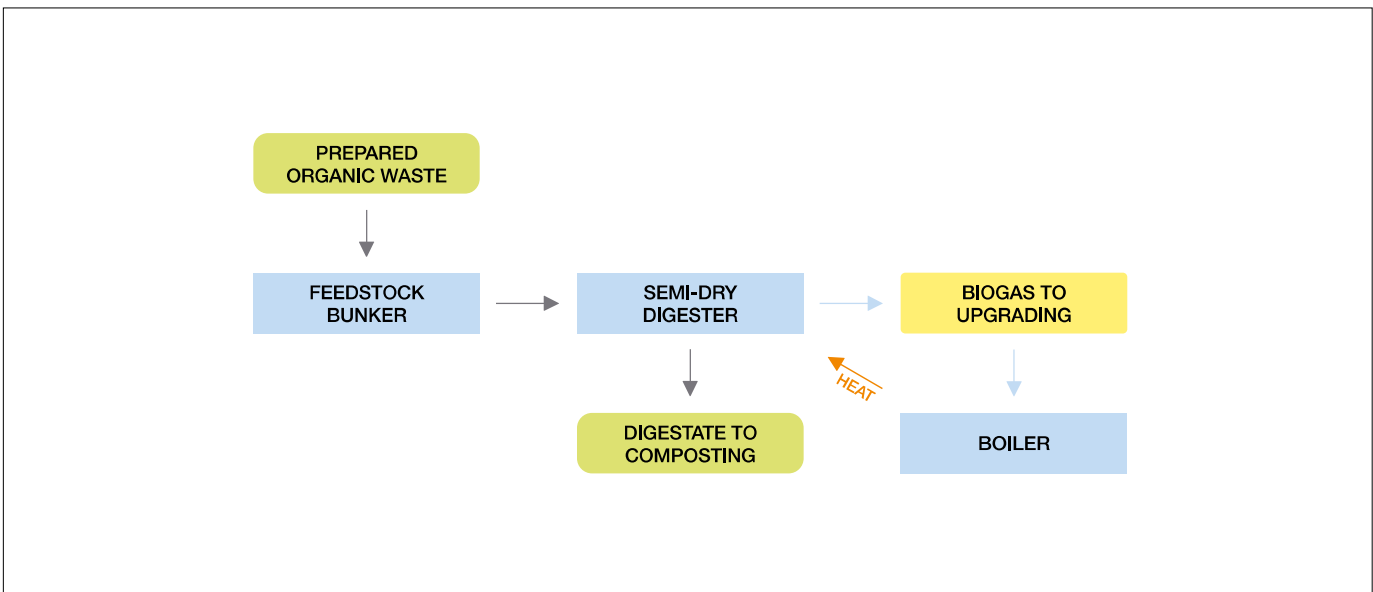 PREPARED
ORGANIC WASTE
FEEDSTOCK
BUNKER
SEMI-DRY
DIGESTER
BIOGAS TO
UPGRADING
HEAT
DIGESTATE TO
COMPOSTING
BOILER